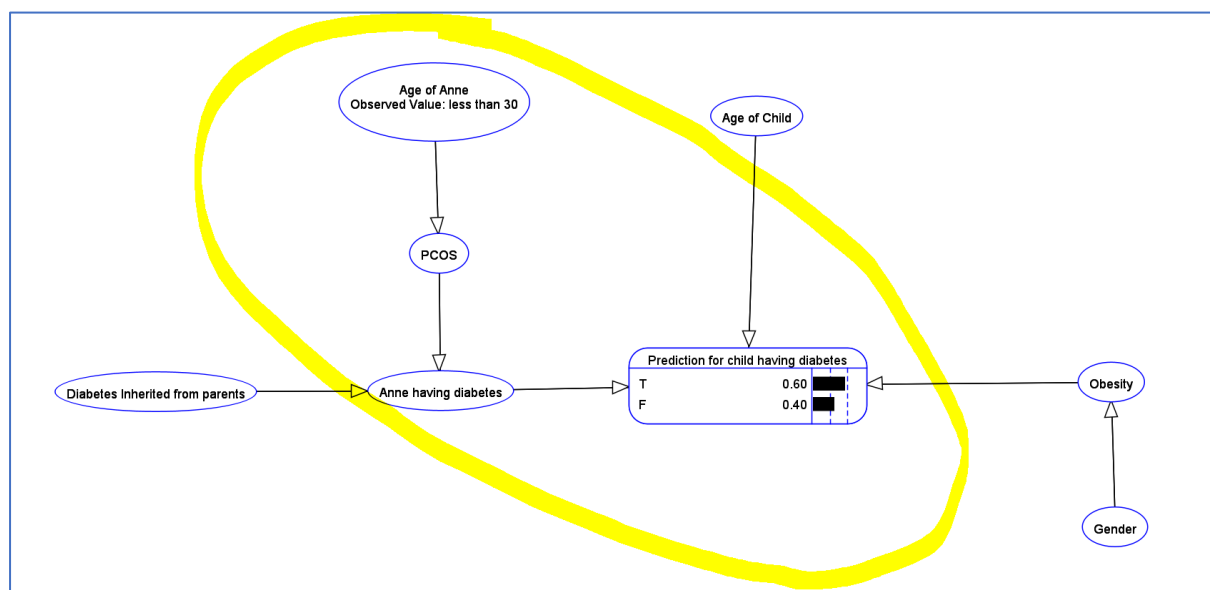 Age of Anne
Observed Value: less than 30
Age of Child
PCOS
Prediction for child having diabetes
T 0.60
F 0.40
Diabetes Inherited from parents
Anne having diabetes
Obesity
Gender